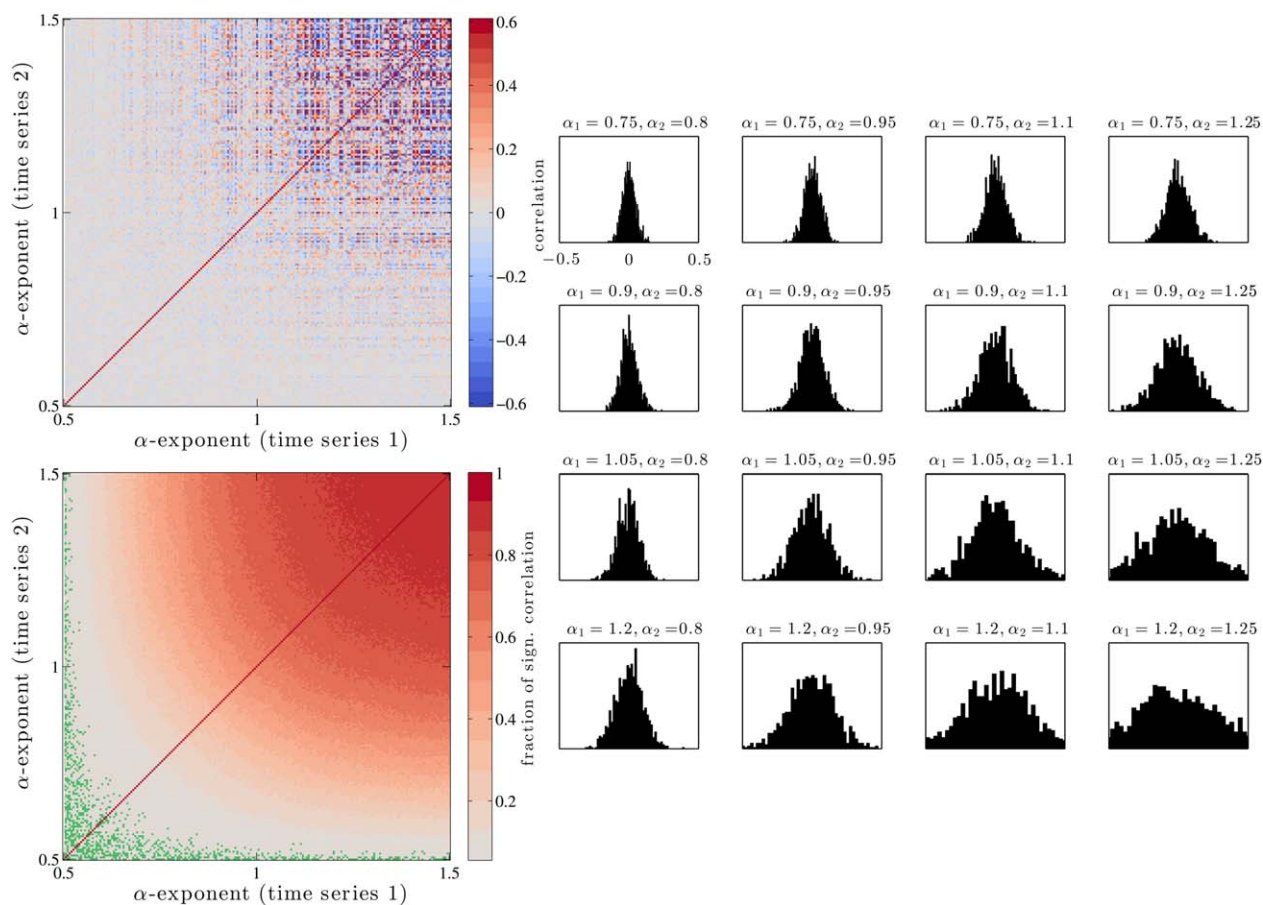 1.5
1
0.5
0.5
1
1.5
α-exponent (time series 2)
α-exponent (time series 1)
0.6
0.4
0.2
0
−0.2
−0.4
−0.6
correlation
1.5
1
0.5
0.5
1
1.5
α-exponent (time series 2)
α-exponent (time series 1)
1
0.8
0.6
0.4
0.2
fraction of sign. correlation
α₁ = 0.75, α₂ =0.8
α₁ = 0.75, α₂ =0.95
α₁ = 0.75, α₂ =1.1
α₁ = 0.75, α₂ =1.25
−0.5
0
0.5
α₁ = 0.9, α₂ =0.8
α₁ = 0.9, α₂ =0.95
α₁ = 0.9, α₂ =1.1
α₁ = 0.9, α₂ =1.25
α₁ = 1.05, α₂ =0.8
α₁ = 1.05, α₂ =0.95
α₁ = 1.05, α₂ =1.1
α₁ = 1.05, α₂ =1.25
α₁ = 1.2, α₂ =0.8
α₁ = 1.2, α₂ =0.95
α₁ = 1.2, α₂ =1.1
α₁ = 1.2, α₂ =1.25